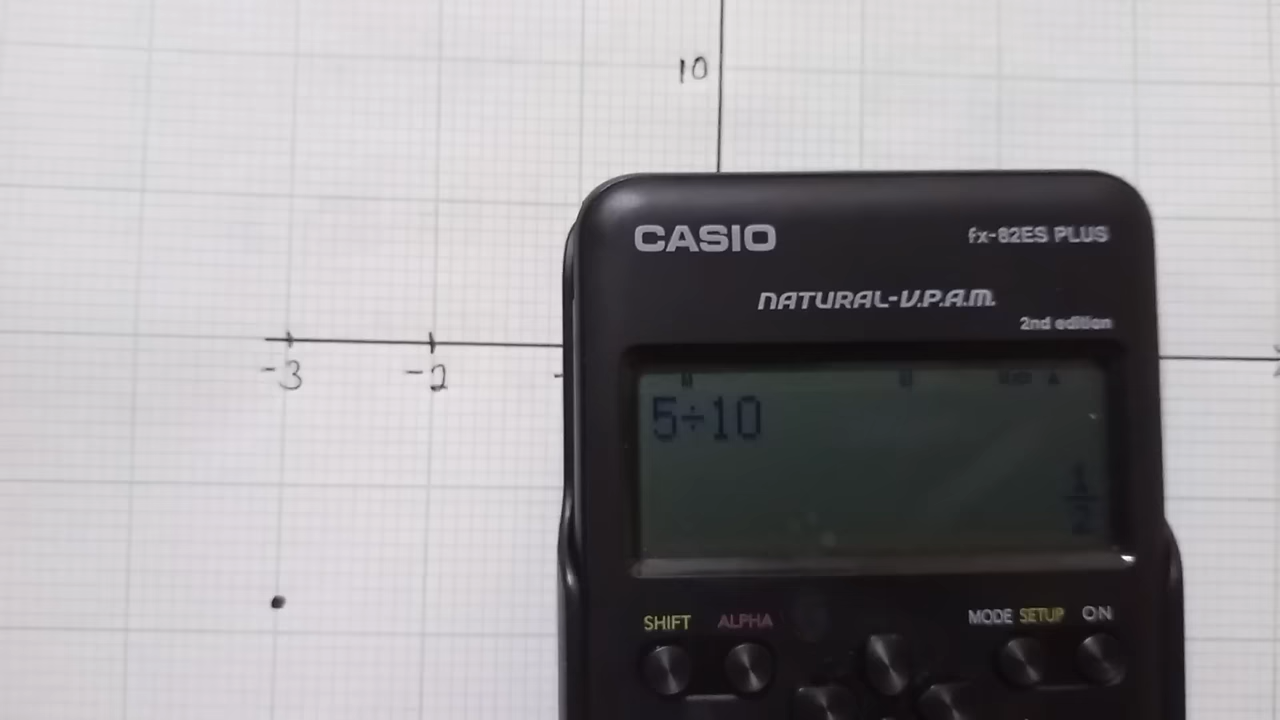 10
CASIO
fx-82ES PLUS
NATURAL-V.P.A.M.
2nd edition
-3
-2
5÷10
1
2
SHIFT ALPHA MODE SETUP ON